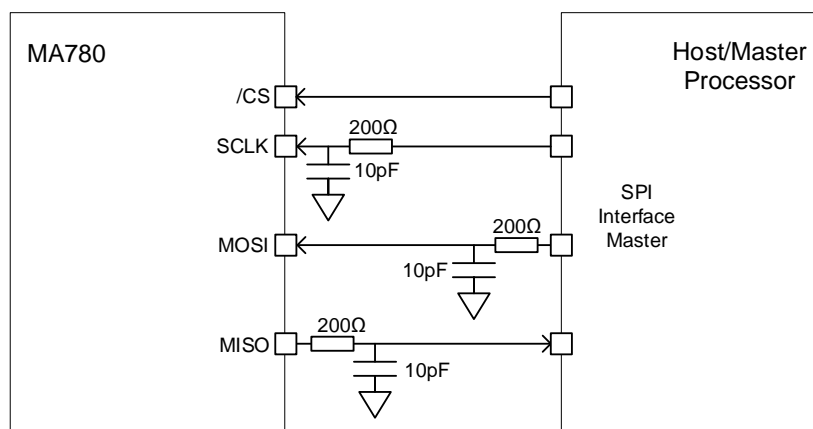 MA780
Host/Master
Processor
/CS
200Ω
SCLK
10pF
SPI
Interface
Master
200Ω
MOSI
10pF
200Ω
MISO
10pF